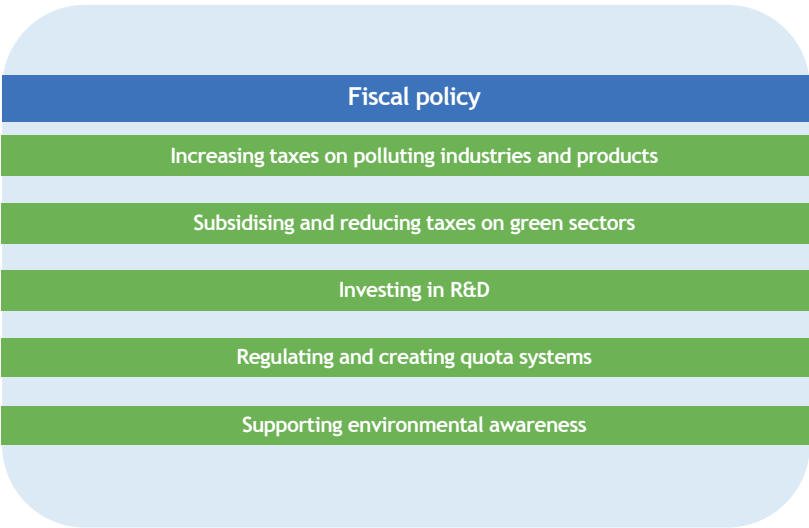 Fiscal policy
Increasing taxes on polluting industries and products
Subsidising and reducing taxes on green sectors
Investing in R&D
Regulating and creating quota systems
Supporting environmental awareness